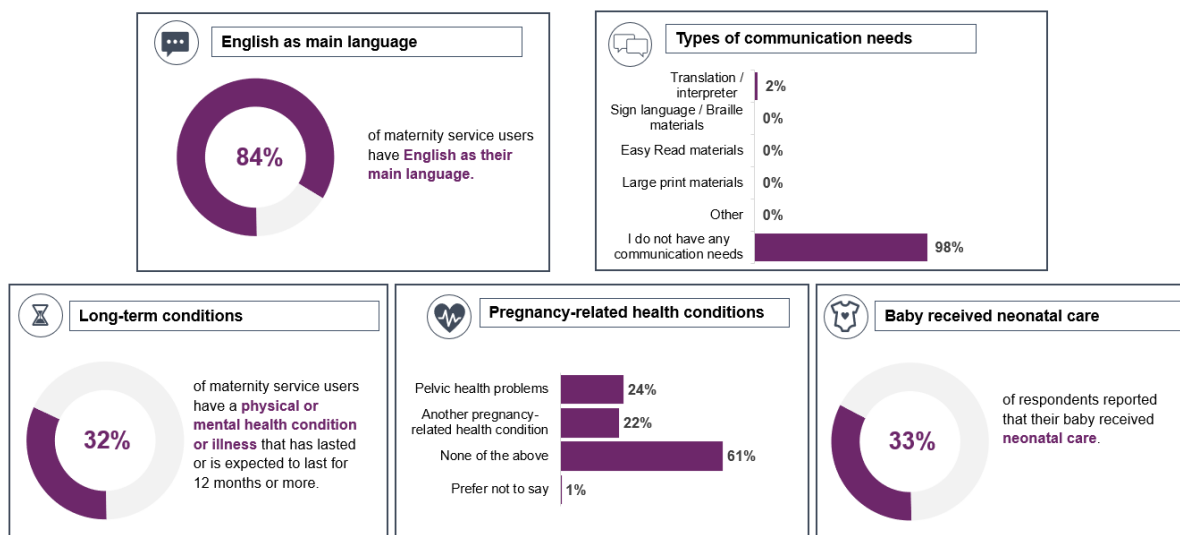 English as main language
84%
of maternity service users
have English as their
main language.
Types of communication needs
Translation /
interpreter
2%
Sign language / Braille
materials
0%
Easy Read materials
0%
Large print materials
0%
Other
0%
I do not have any
communication needs
98%
Long-term conditions
32%
of maternity service users
have a physical or
mental health condition
or illness that has lasted
or is expected to last for
12 months or more.
Pregnancy-related health conditions
Pelvic health problems
24%
Another pregnancy-
related health condition
22%
None of the above
61%
Prefer not to say
1%
Baby received neonatal care
33%
of respondents reported
that their baby received
neonatal care.